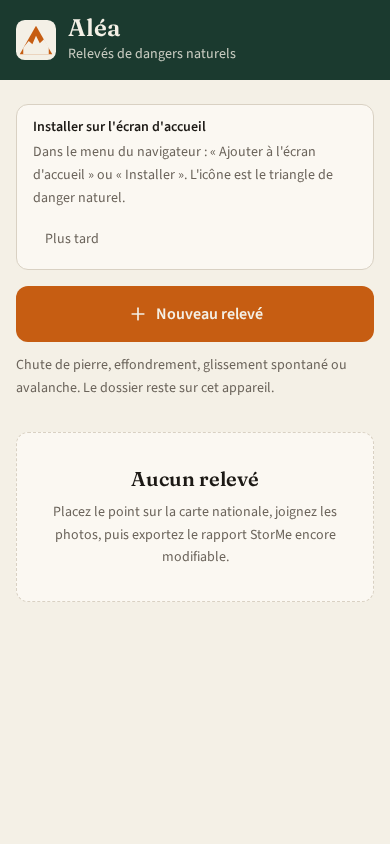 Aléa
Relevés de dangers naturels
Installer sur l'écran d'accueil
Dans le menu du navigateur : « Ajouter à l'écran
d'accueil » ou « Installer ». L'icône est le triangle de
danger naturel.
Plus tard
Nouveau relevé
Chute de pierre, effondrement, glissement spontané ou
avalanche. Le dossier reste sur cet appareil.
Aucun relevé
Placez le point sur la carte nationale, joignez les
photos, puis exportez le rapport StorMe encore
modifiable.